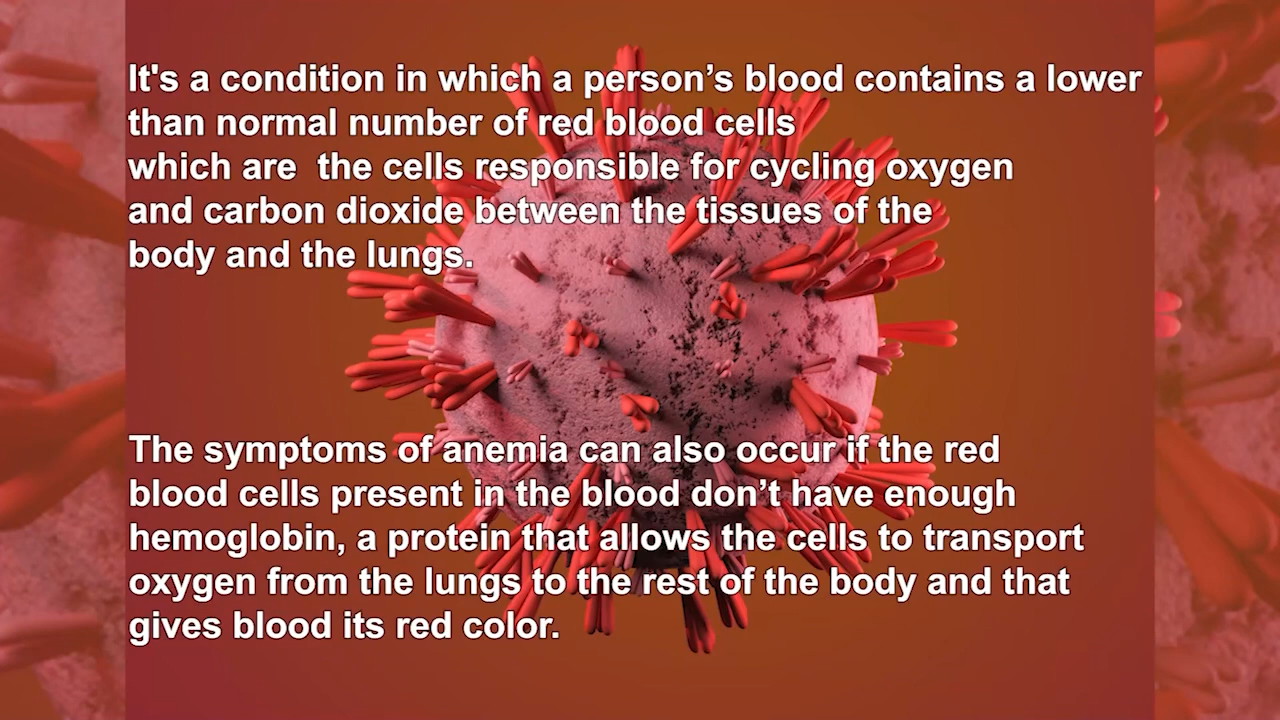 It's a condition in which a person’s blood contains a lower
than normal number of red blood cells
which are  the cells responsible for cycling oxygen
and carbon dioxide between the tissues of the
body and the lungs.
The symptoms of anemia can also occur if the red
blood cells present in the blood don’t have enough
hemoglobin, a protein that allows the cells to transport
oxygen from the lungs to the rest of the body and that
gives blood its red color.